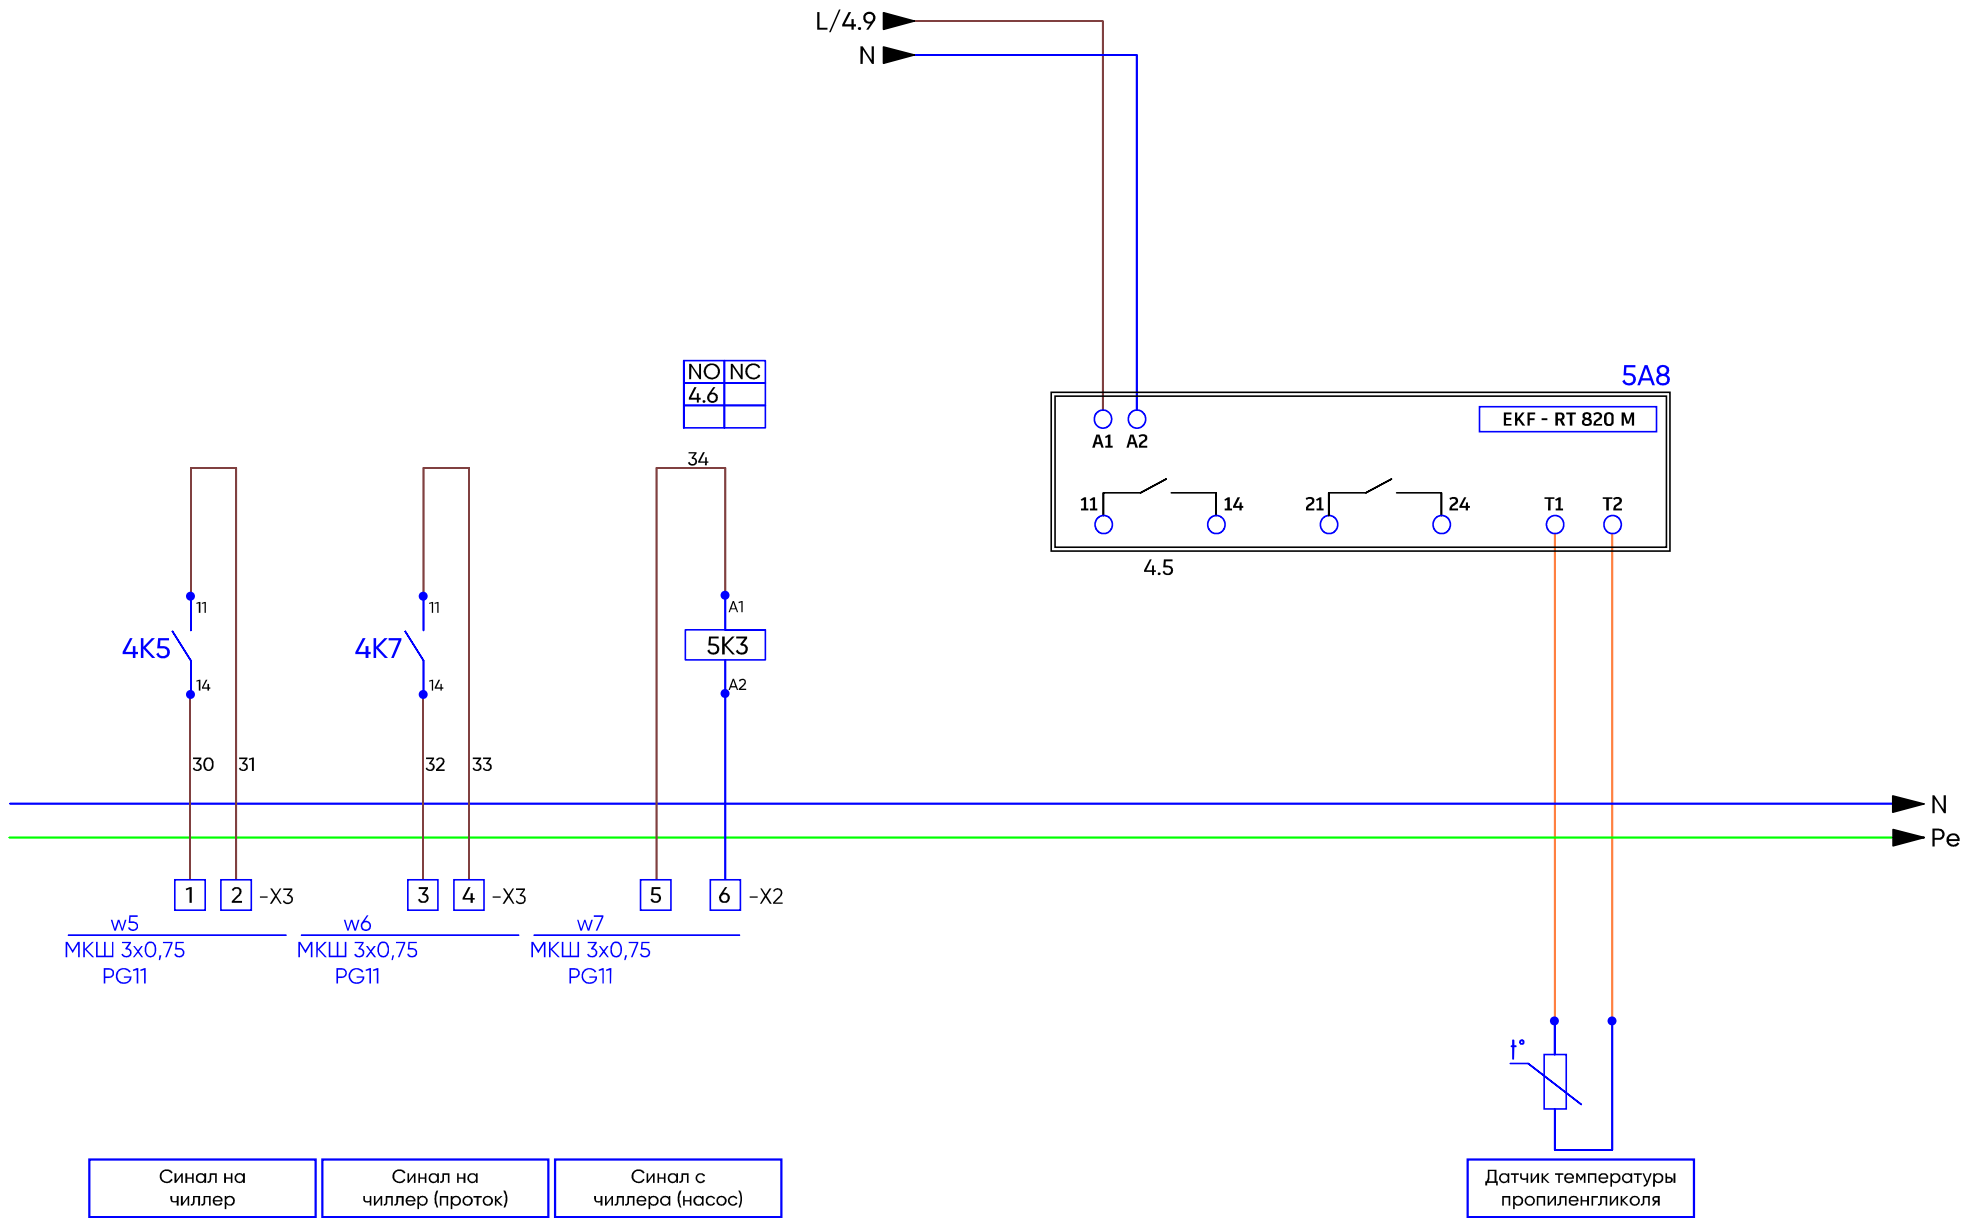 L/4.9
N
5A8
EKF - RT 820 M
A1 A2
NO NC
4.6
34
11 14 21 24 T1 T2
4.5
11 11 A1
4K5 4K7 5K3
14 14 A2
30 31 32 33
N
Pe
1 2 -X3 3 4 -X3 5 6 -X2
w5 w6 w7
МКШ 3х0,75 МКШ 3х0,75 МКШ 3х0,75
PG11 PG11 PG11
t°
Синал на
чиллер
Синал на
чиллер (проток)
Синал с
чиллера (насос)
Датчик температуры
пропиленгликоля